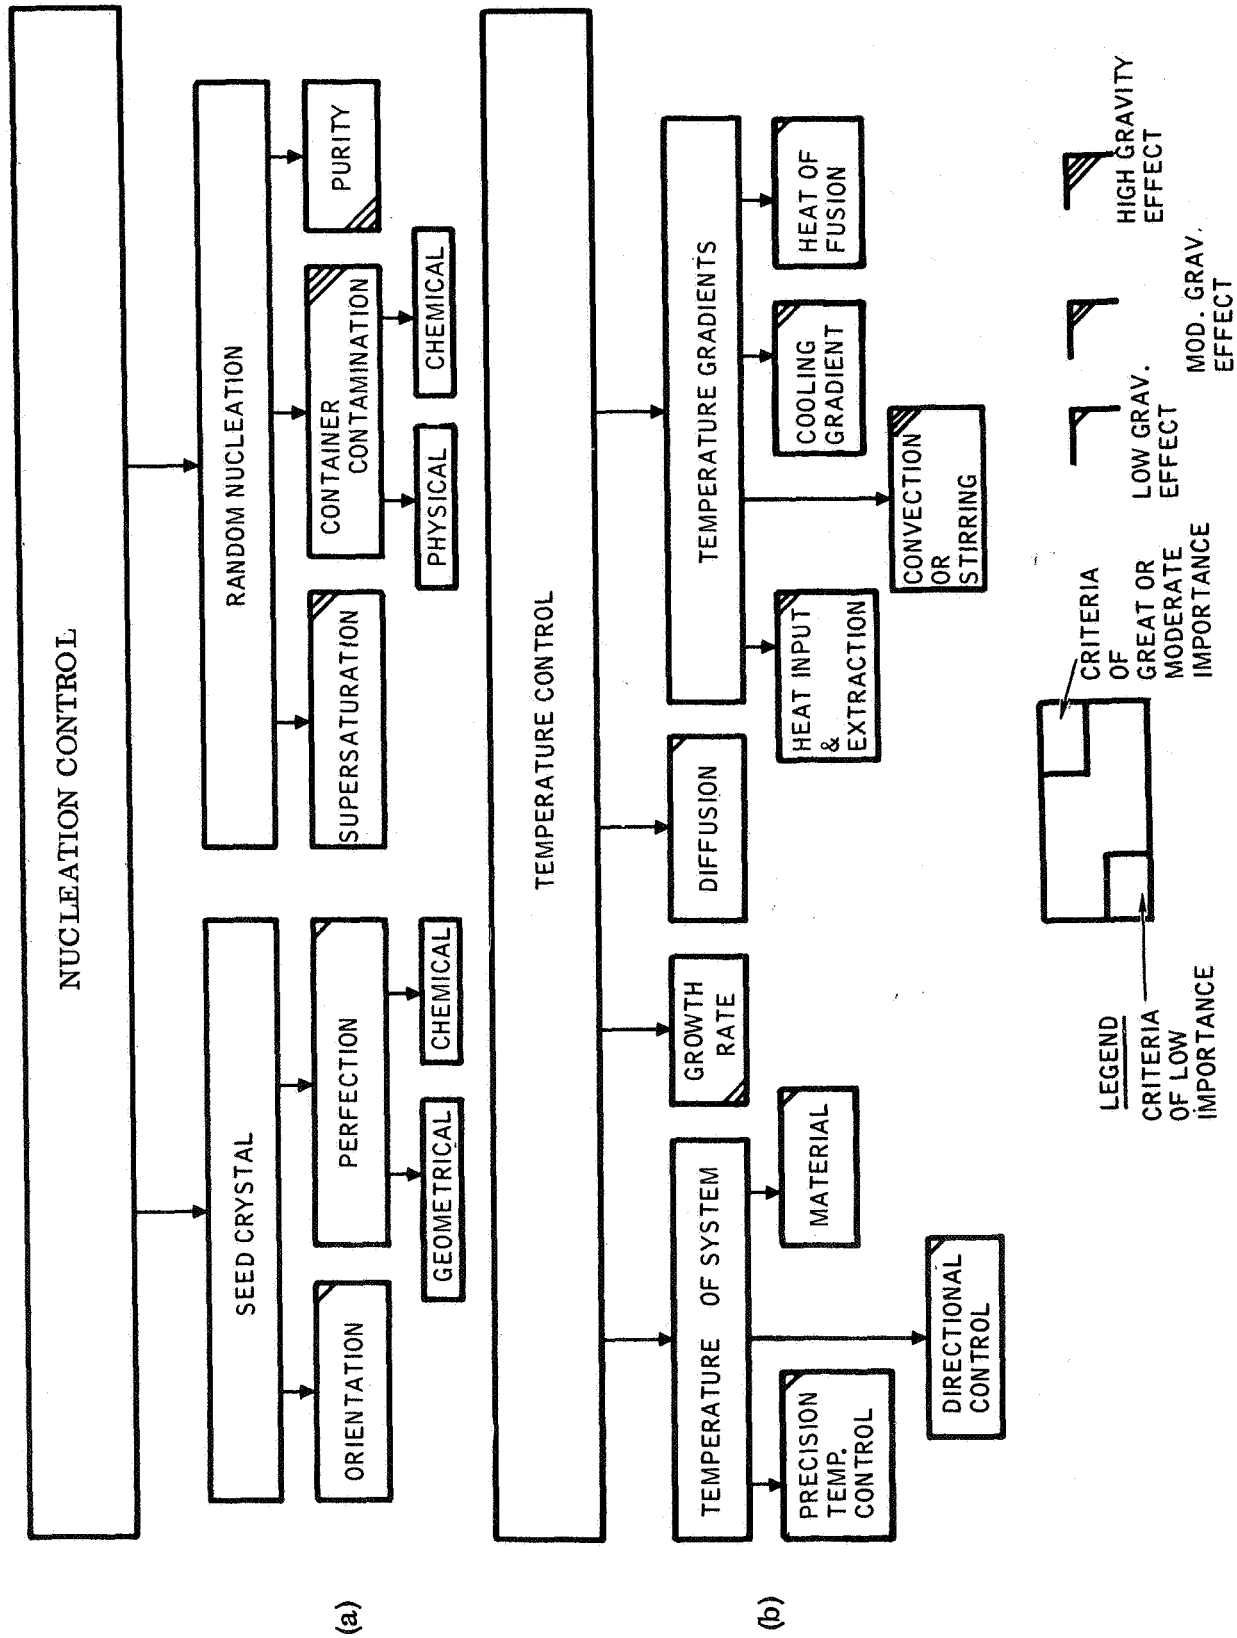 (a)
NUCLEATION CONTROL
SEED CRYSTAL
RANDOM NUCLEATION
ORIENTATION
PERFECTION
SUPERSATURATION
CONTAINER
CONTAMINATION
PURITY
GEOMETRICAL
CHEMICAL
PHYSICAL
CHEMICAL
(b)
TEMPERATURE CONTROL
TEMPERATURE OF SYSTEM
GROWTH
RATE
DIFFUSION
TEMPERATURE GRADIENTS
PRECISION
TEMP.
CONTROL
MATERIAL
HEAT INPUT
&
EXTRACTION
COOLING
GRADIENT
HEAT OF
FUSION
DIRECTIONAL
CONTROL
CONVECTION
OR
STIRRING
LEGEND
CRITERIA
OF LOW
IMPORTANCE
CRITERIA
OF
GREAT OR
MODERATE
IMPORTANCE
LOW GRAV.
EFFECT
MOD. GRAV.
EFFECT
HIGH GRAVITY
EFFECT